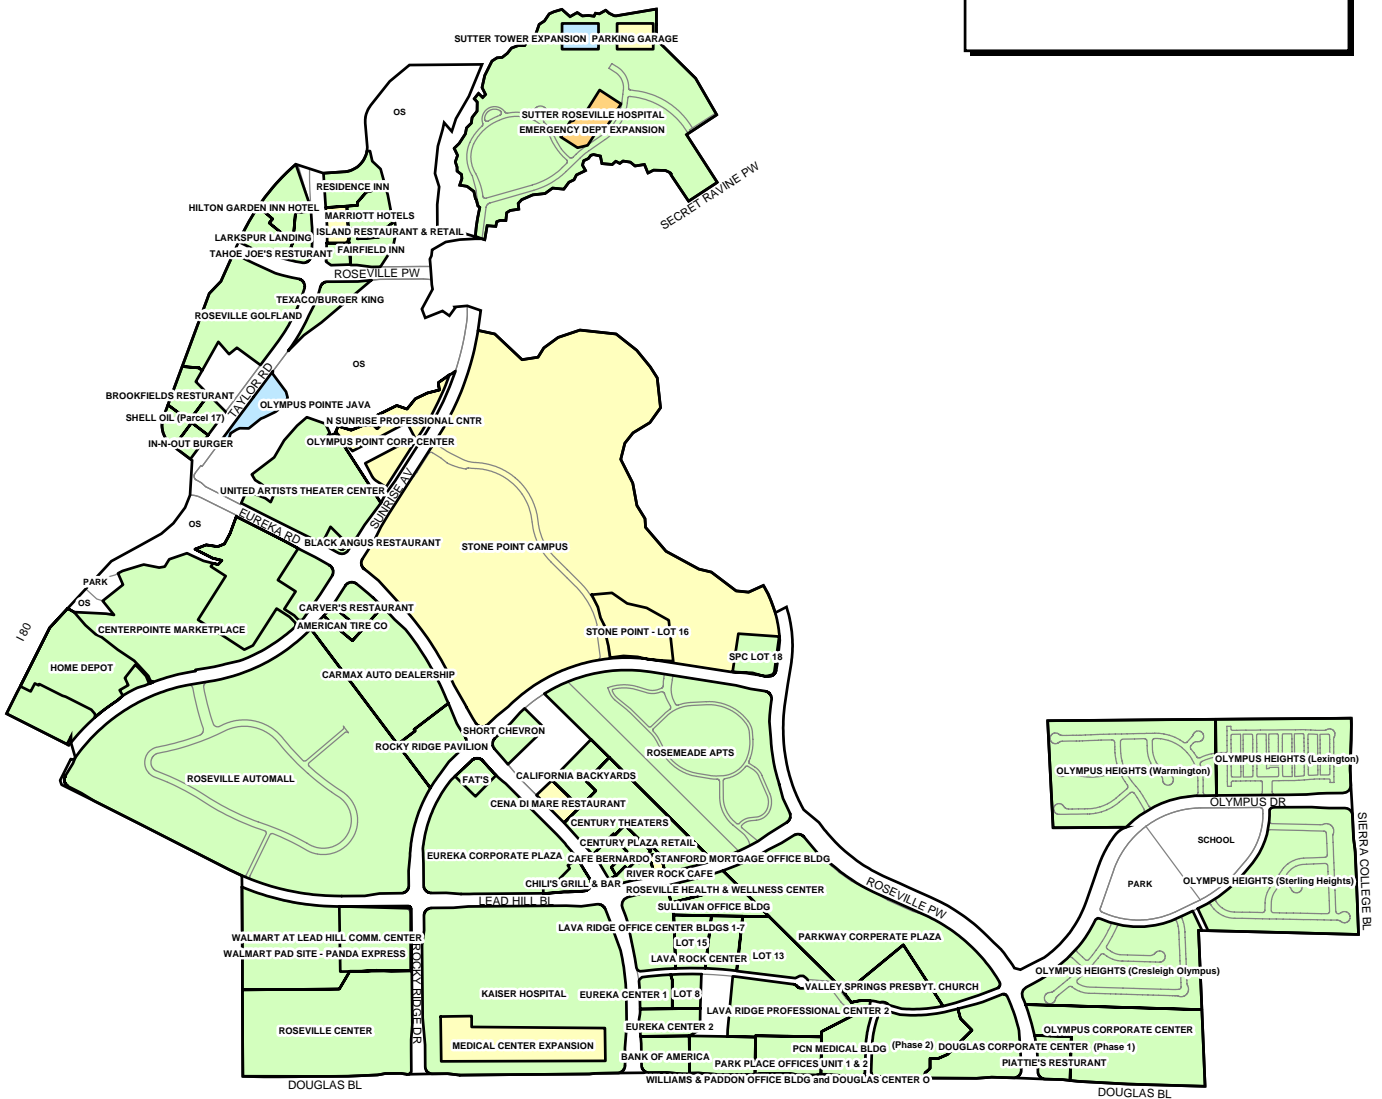 SUTTER TOWER EXPANSION
PARKING GARAGE
OS
SUTTER ROSEVILLE HOSPITAL
EMERGENCY DEPT EXPANSION
SECRET RAVINE PW
RESIDENCE INN
HILTON GARDEN INN HOTEL
MARRIOTT HOTELS
ISLAND RESTAURANT & RETAIL
LARKSPUR LANDING
FAIRFIELD INN
TAHOE JOE'S RESTURANT
ROSEVILLE PW
TEXACO/BURGER KING
ROSEVILLE GOLFLAND
OS
TAYLOR RD
BROOKFIELDS RESTURANT
OLYMPUS POINTE JAVA
SHELL OIL (Parcel 17)
N SUNRISE PROFESSIONAL CNTR
IN-N-OUT BURGER
OLYMPUS POINT CORP CENTER
UNITED ARTISTS THEATER CENTER
SUNRISE AV
EUREKA RD
OS
BLACK ANGUS RESTAURANT
STONE POINT CAMPUS
PARK
OS
CARVER'S RESTAURANT
AMERICAN TIRE CO
CENTERPOINTE MARKETPLACE
STONE POINT - LOT 16
I 80
SPC LOT 18
HOME DEPOT
CARMAX AUTO DEALERSHIP
SHORT CHEVRON
ROCKY RIDGE PAVILION
ROSEMEADE APTS
ROSEVILLE AUTOMALL
FAT'S
CALIFORNIA BACKYARDS
OLYMPUS HEIGHTS (Warmington)
OLYMPUS HEIGHTS (Lexington)
CENA DI MARE RESTAURANT
OLYMPUS DR
CENTURY THEATERS
CENTURY PLAZA RETAIL
SCHOOL
SIERRA COLLEGE BL
EUREKA CORPORATE PLAZA
CAFE BERNARDO
STANFORD MORTGAGE OFFICE BLDG
RIVER ROCK CAFE
CHILI'S GRILL & BAR
ROSEVILLE HEALTH & WELLNESS CENTER
PARK
OLYMPUS HEIGHTS (Sterling Heights)
LEAD HILL BL
SULLIVAN OFFICE BLDG
ROSEVILLE PW
LAVA RIDGE OFFICE CENTER BLDGS 1-7
WALMART AT LEAD HILL COMM. CENTER
WALMART PAD SITE - PANDA EXPRESS
LOT 15
PARKWAY CORPERATE PLAZA
LAVA ROCK CENTER
LOT 13
OLYMPUS HEIGHTS (Cresleigh Olympus)
ROCKY RIDGE DR
KAISER HOSPITAL
EUREKA CENTER 1
LOT 8
VALLEY SPRINGS PRESBYT. CHURCH
LAVA RIDGE PROFESSIONAL CENTER 2
ROSEVILLE CENTER
EUREKA CENTER 2
OLYMPUS CORPORATE CENTER
MEDICAL CENTER EXPANSION
PCN MEDICAL BLDG
(Phase 2)
DOUGLAS CORPORATE CENTER
(Phase 1)
BANK OF AMERICA
PARK PLACE OFFICES UNIT 1 & 2
PIATTIE'S RESTURANT
WILLIAMS & PADDON OFFICE BLDG and DOUGLAS CENTER O
DOUGLAS BL
DOUGLAS BL